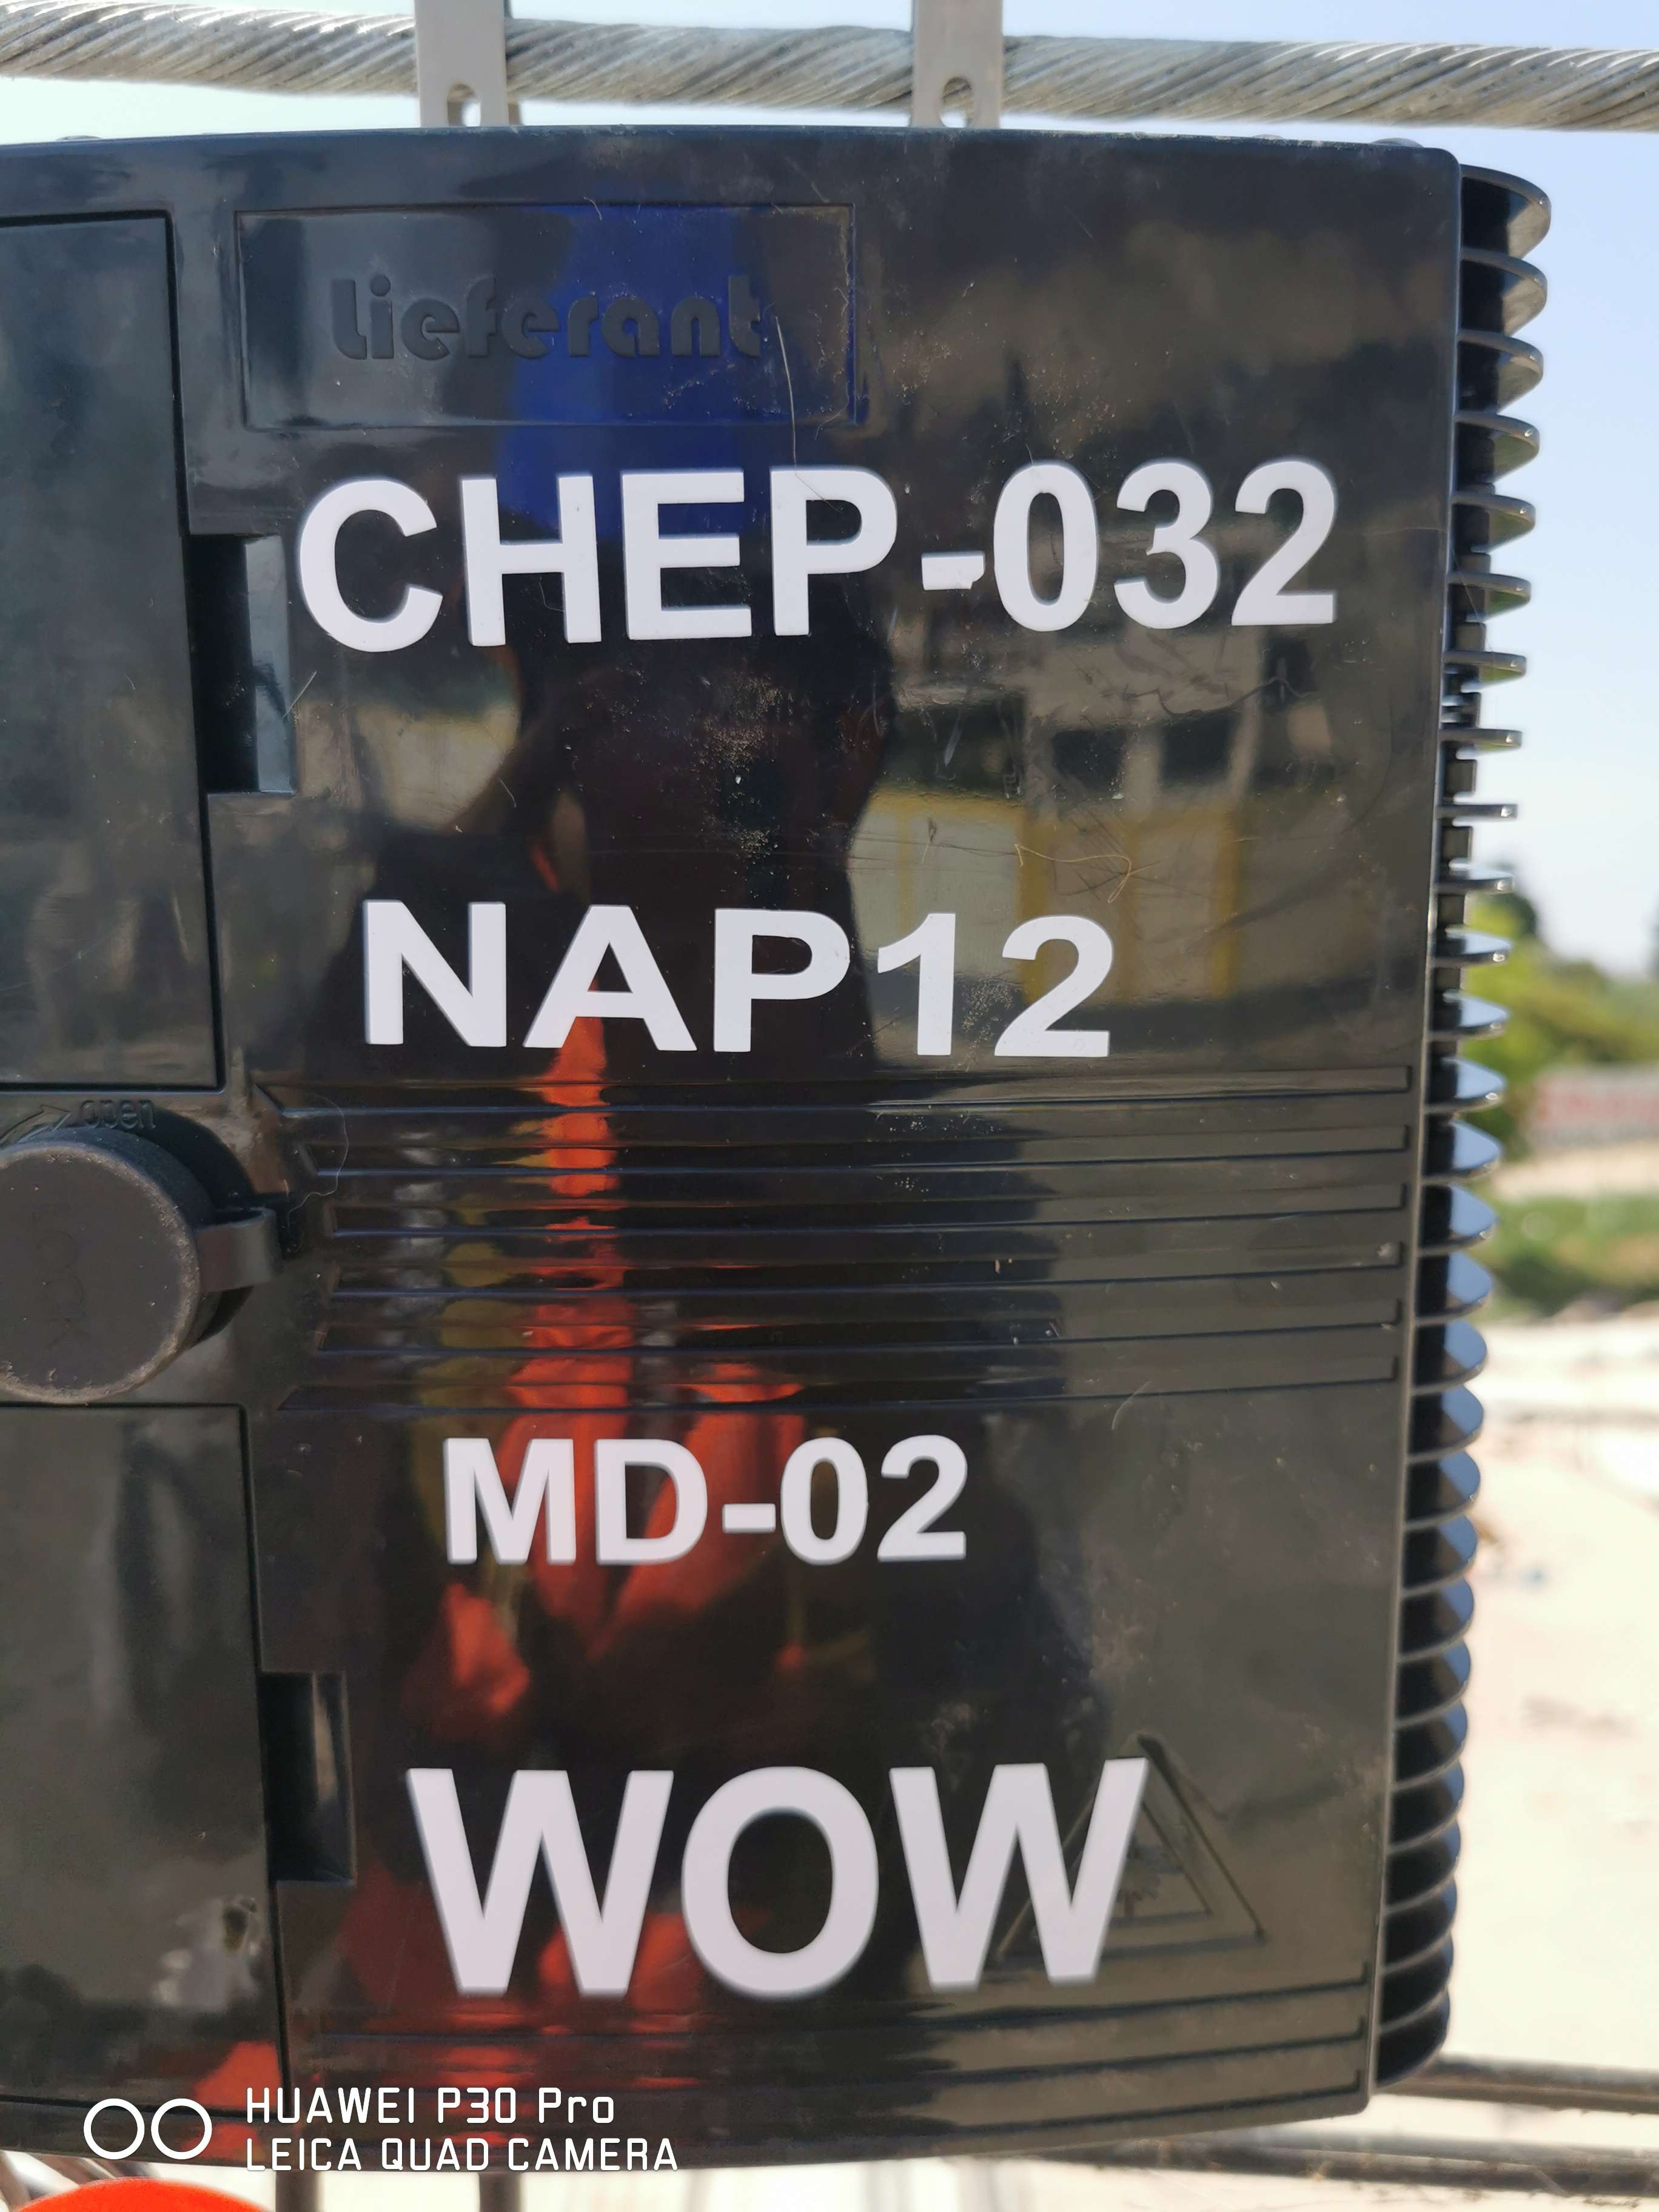 Lieferant
CHEP-032
NAP12
open
MD-02
WOW
HUAWEI P30 Pro
LEICA QUAD CAMERA